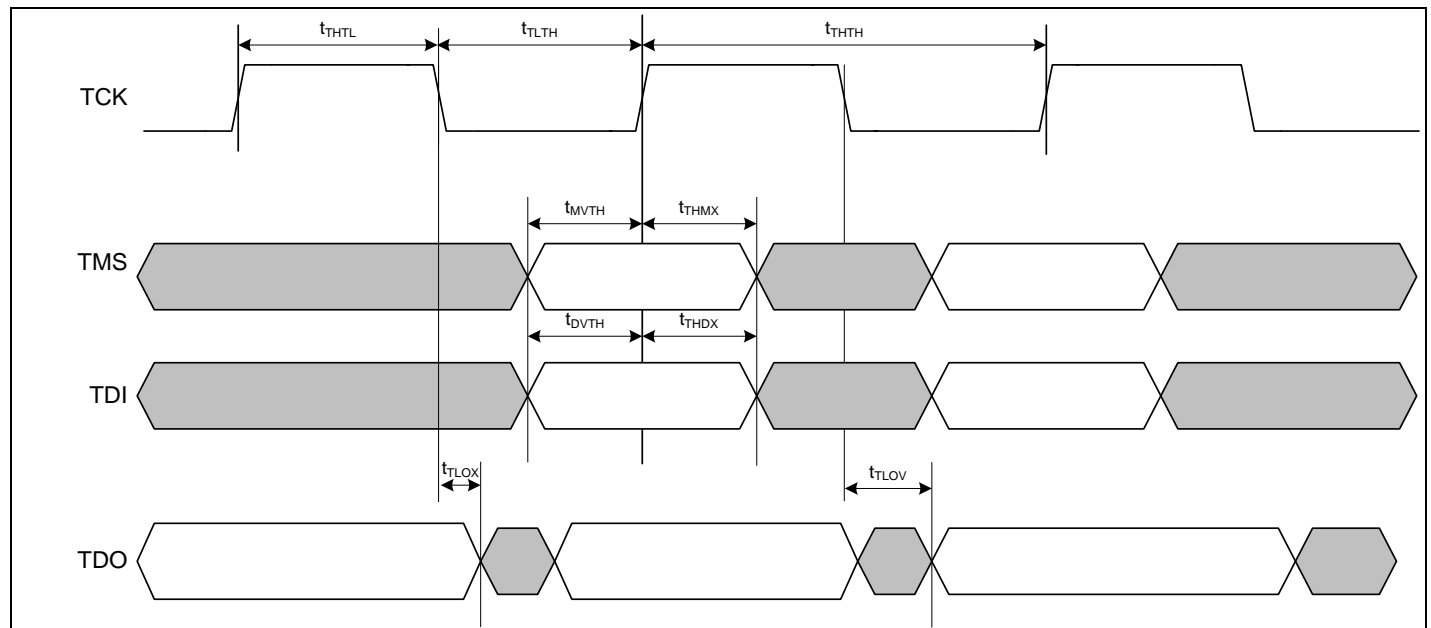 tTHTL tTLTH tTHTH
TCK
tMVTH tTHMX
TMS
tDVTH tTHDX
TDI
tTLOX tTLOV
TDO